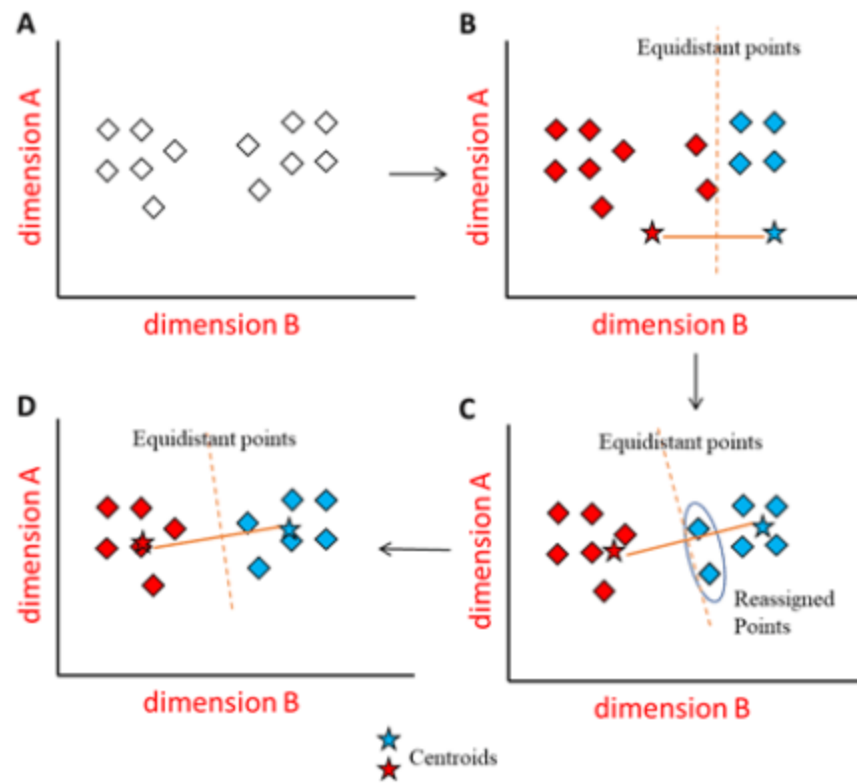 A
dimension A
dimension B
B
Equidistant points
dimension A
dimension B
D
Equidistant points
dimension A
dimension B
C
Equidistant points
dimension A
Reassigned
Points
dimension B
Centroids